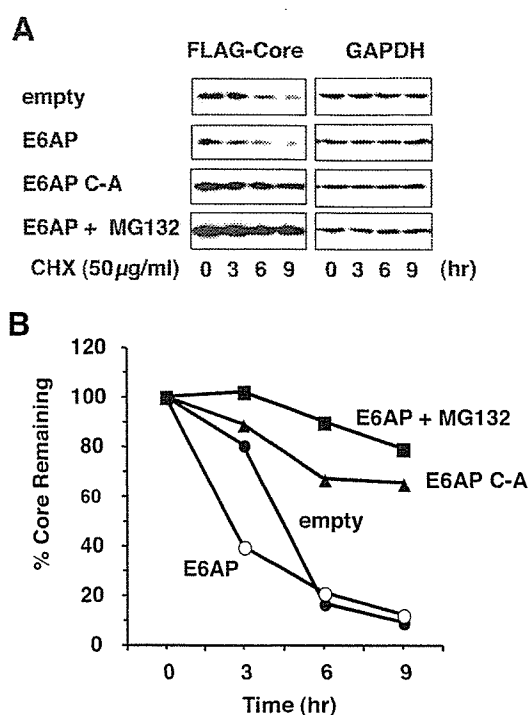 A
FLAG-Core GAPDH
empty
E6AP
E6AP C-A
E6AP + MG132
CHX (50µg/ml) 0 3 6 9 0 3 6 9 (hr)
B
120
100
80
60
40
20
0
% Core Remaining
E6AP + MG132
E6AP C-A
empty
E6AP
0 3 6 9
Time (hr)